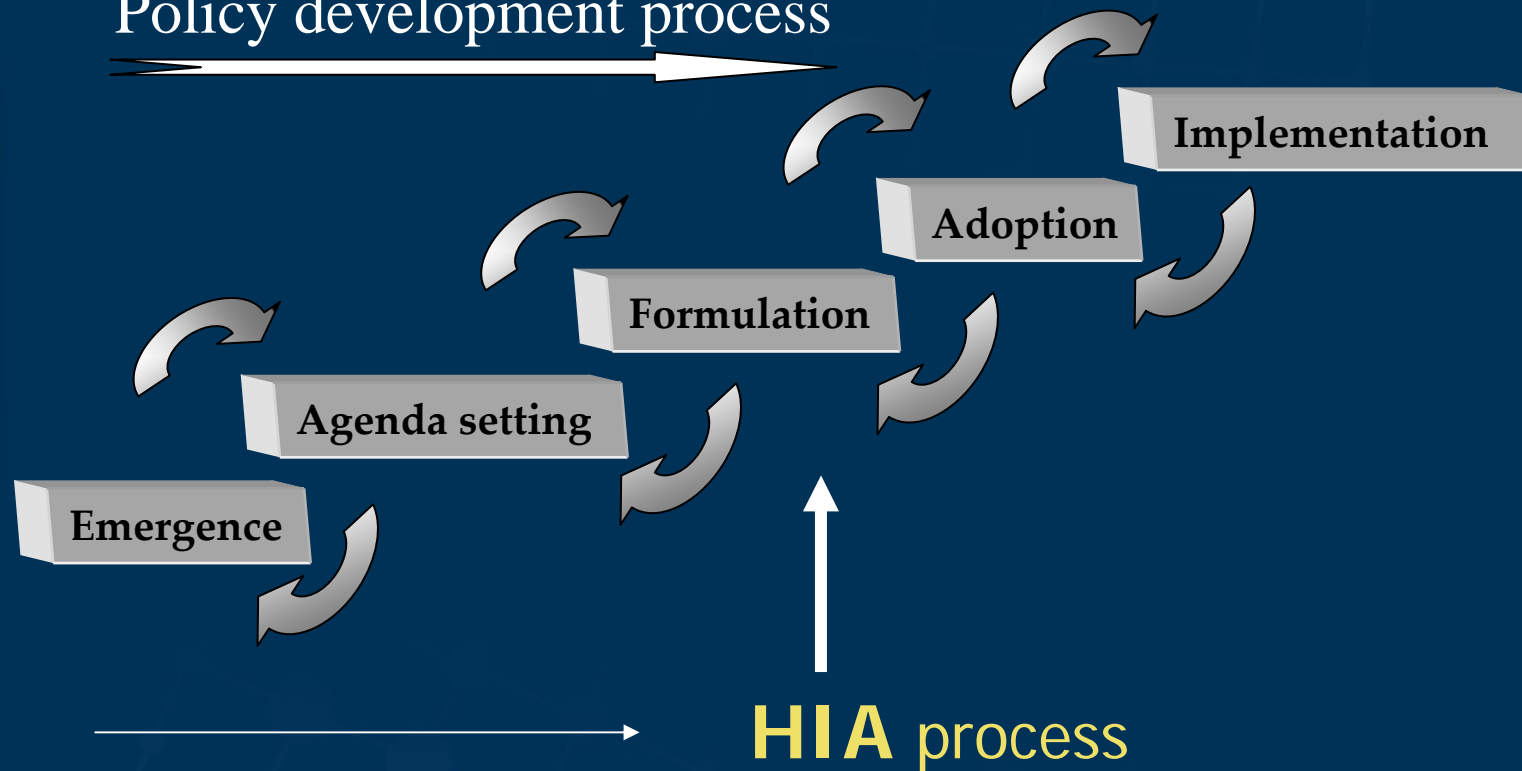 Policy development process
Implementation
Adoption
Formulation
Agenda setting
Emergence
HIA process